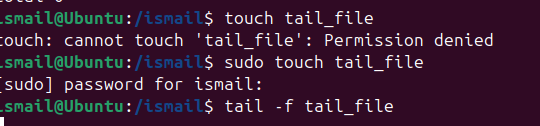 ismail@Ubuntu:/ismail$ touch tail_file
touch: cannot touch 'tail_file': Permission denied
ismail@Ubuntu:/ismail$ sudo touch tail_file
[sudo] password for ismail:
ismail@Ubuntu:/ismail$ tail -f tail_file